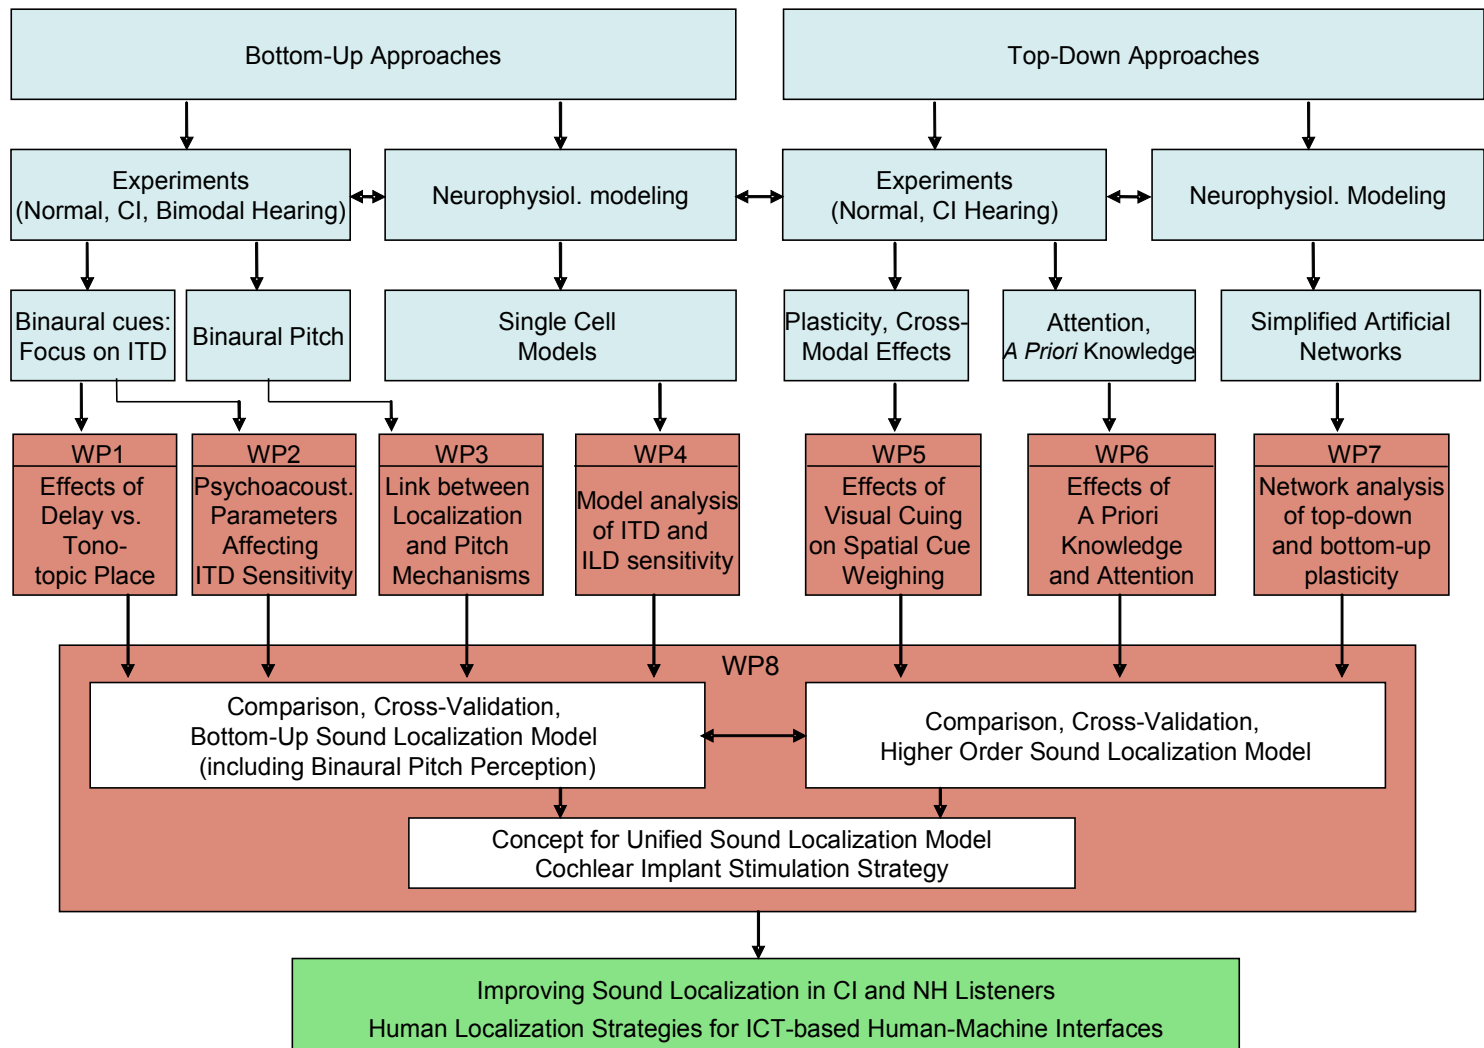 Bottom-Up Approaches
Top-Down Approaches
Experiments
(Normal, CI, Bimodal Hearing)
Neurophysiol. modeling
Experiments
(Normal, CI Hearing)
Neurophysiol. Modeling
Binaural cues:
Focus on ITD
Binaural Pitch
Single Cell
Models
Plasticity, Cross-
Modal Effects
Attention,
A Priori Knowledge
Simplified Artificial
Networks
WP1
Effects of
Delay vs.
Tono-
topic Place
WP2
Psychoacoust.
Parameters
Affecting
ITD Sensitivity
WP3
Link between
Localization
and Pitch
Mechanisms
WP4
Model analysis
of ITD and
ILD sensitivity
WP5
Effects of
Visual Cuing
on Spatial Cue
Weighing
WP6
Effects of
A Priori
Knowledge
and Attention
WP7
Network analysis
of top-down
and bottom-up
plasticity
WP8
Comparison, Cross-Validation,
Bottom-Up Sound Localization Model
(including Binaural Pitch Perception)
Comparison, Cross-Validation,
Higher Order Sound Localization Model
Concept for Unified Sound Localization Model
Cochlear Implant Stimulation Strategy
Improving Sound Localization in CI and NH Listeners
Human Localization Strategies for ICT-based Human-Machine Interfaces